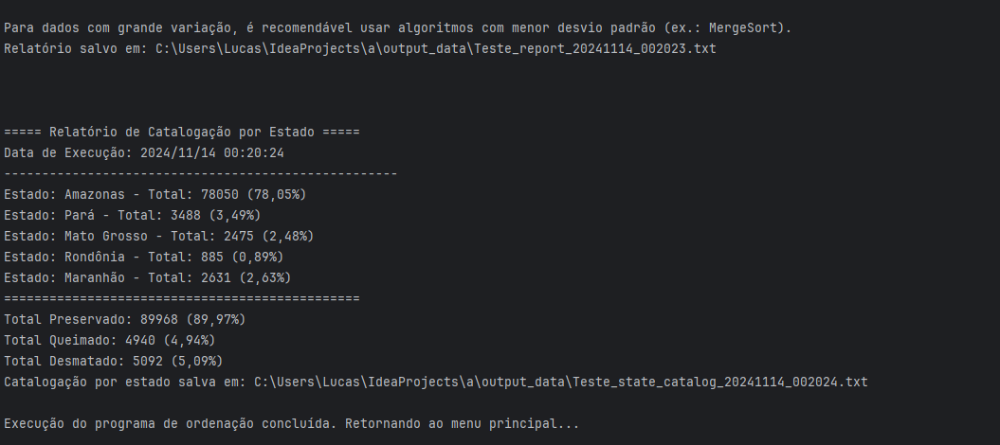 Para dados com grande variação, é recomendável usar algoritmos com menor desvio padrão (ex.: MergeSort).
Relatório salvo em: C:\Users\Lucas\IdeaProjects\a\output_data\Teste_report_20241114_002023.txt
===== Relatório de Catalogação por Estado =====
Data de Execução: 2024/11/14 00:20:24
----------------------------------------------------
Estado: Amazonas - Total: 78050 (78,05%)
Estado: Pará - Total: 3488 (3,49%)
Estado: Mato Grosso - Total: 2475 (2,48%)
Estado: Rondônia - Total: 885 (0,89%)
Estado: Maranhão - Total: 2631 (2,63%)
===============================================
Total Preservado: 89968 (89,97%)
Total Queimado: 4940 (4,94%)
Total Desmatado: 5092 (5,09%)
Catalogação por estado salva em: C:\Users\Lucas\IdeaProjects\a\output_data\Teste_state_catalog_20241114_002024.txt
Execução do programa de ordenação concluída. Retornando ao menu principal...